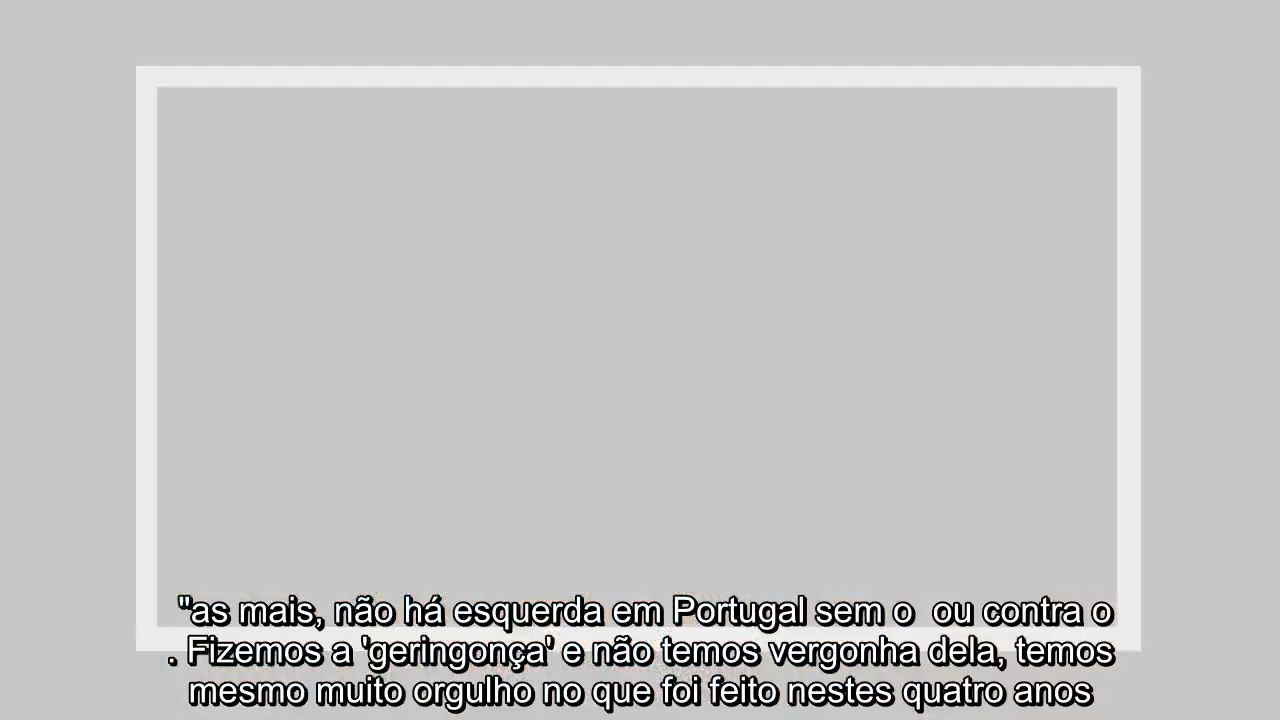 "as mais, não há esquerda em Portugal sem o  ou contra o
. Fizemos a 'geringonça' e não temos vergonha dela, temos
mesmo muito orgulho no que foi feito nestes quatro anos